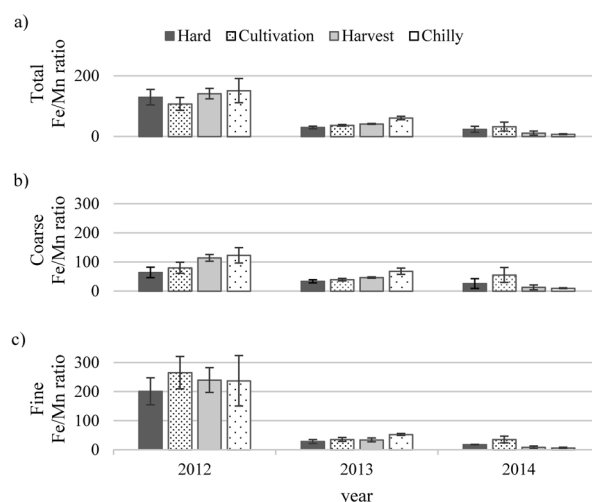 a)
Hard Cultivation Harvest Chilly
Total
Fe/Mn ratio
200
100
0
b)
Coarse
Fe/Mn ratio
300
200
100
0
c)
Fine
Fe/Mn ratio
300
200
100
0
2012 2013 2014
year